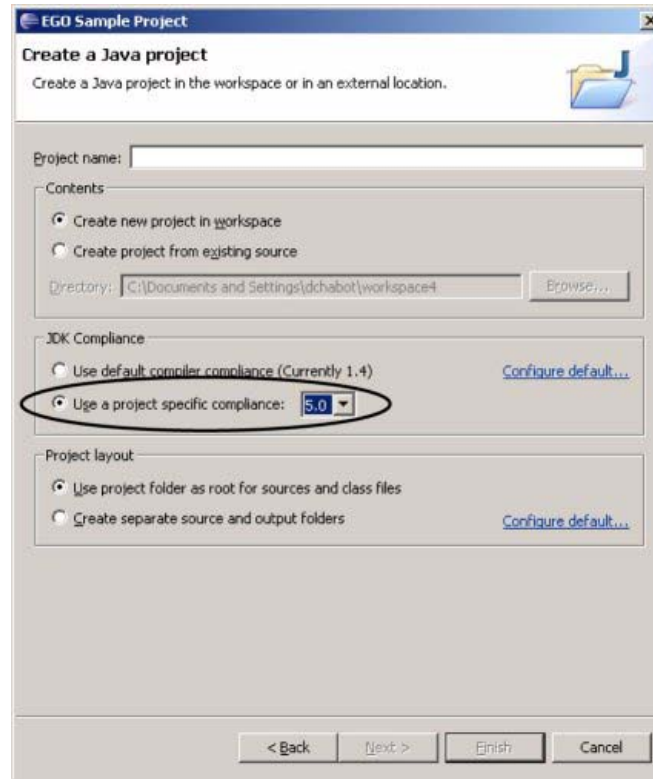 EGO Sample Project
Create a Java project
Create a Java project in the workspace or in an external location.
Project name:
Contents
Create new project in workspace
Create project from existing source
Directory: C:\Documents and Settings\dchabot\workspace4 Browse...
JDK Compliance
Use default compiler compliance (Currently 1.4) Configure default...
Use a project specific compliance: 5.0
Project layout
Use project folder as root for sources and class files
Create separate source and output folders Configure default...
< Back Next > Finish Cancel